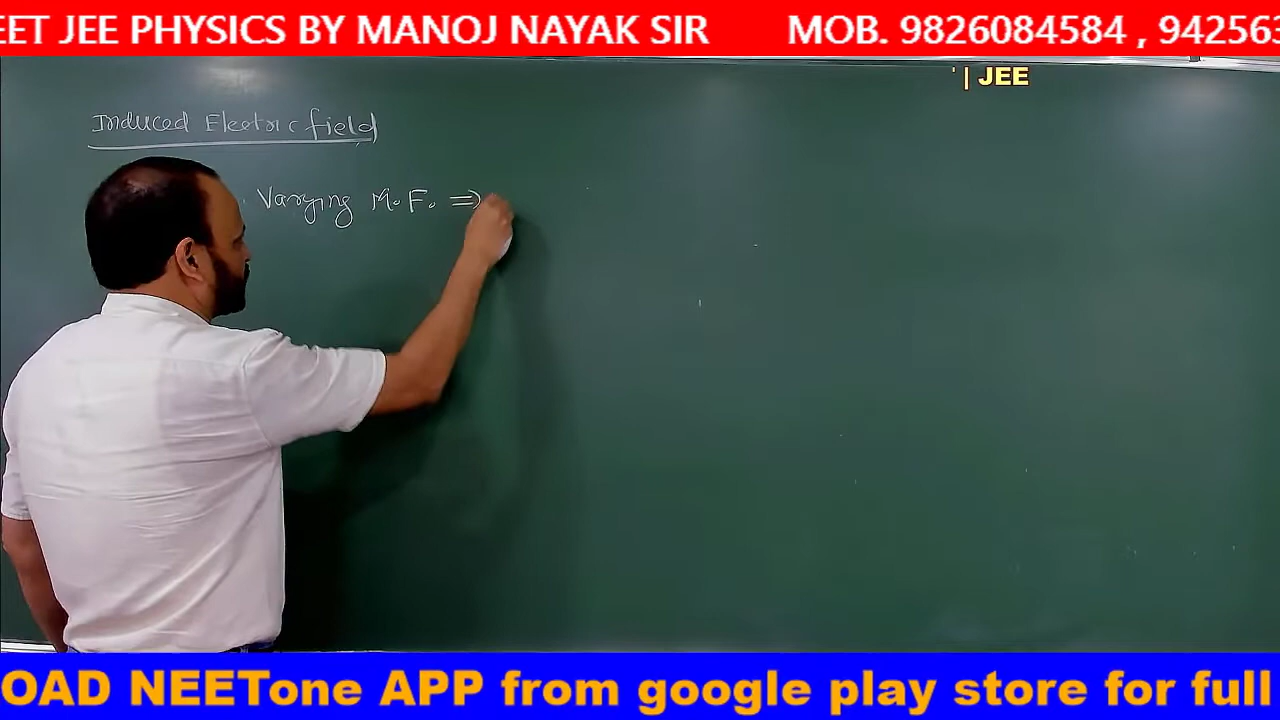 EET JEE PHYSICS BY MANOJ NAYAK SIR MOB. 9826084584 , 942563
' | JEE
Induced Electric field
Varying M.F. ⇒
OAD NEETone APP from google play store for full